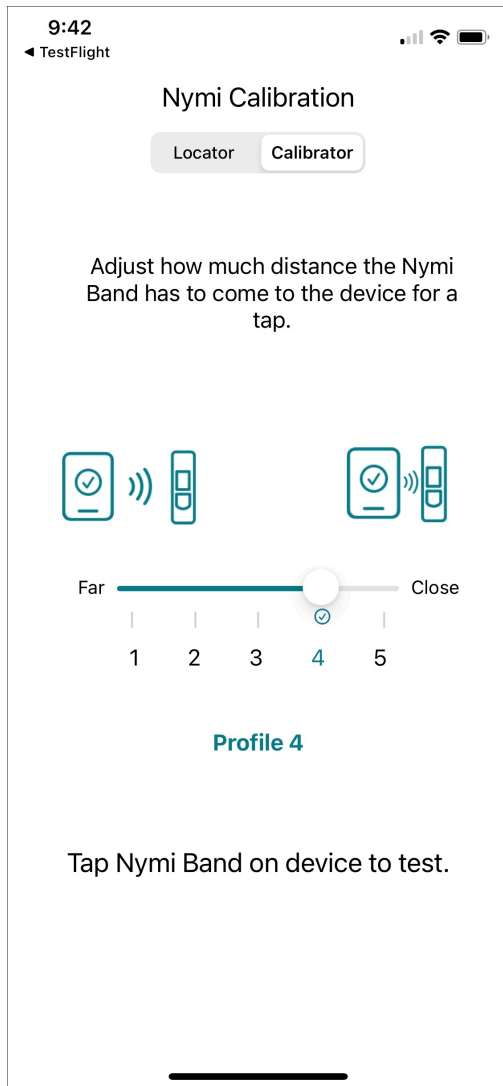 9:42
◀ TestFlight
Nymi Calibration
Locator Calibrator
Adjust how much distance the Nymi
Band has to come to the device for a
tap.
Far Close
1 2 3 4 5
Profile 4
Tap Nymi Band on device to test.